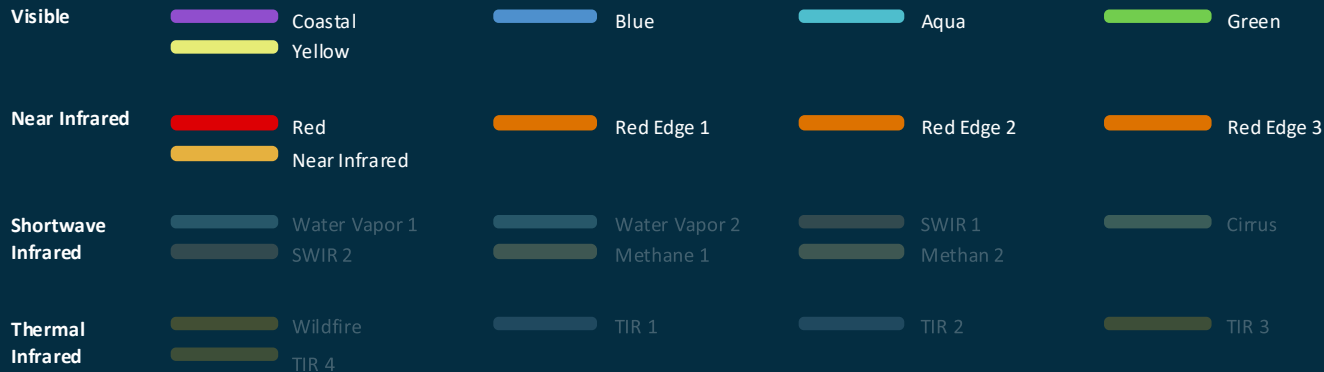 Visible Coastal Blue Aqua Green
Yellow
Near Infrared Red Red Edge 1 Red Edge 2 Red Edge 3
Near Infrared
Shortwave Water Vapor 1 Water Vapor 2 SWIR 1 Cirrus
Infrared SWIR 2 Methane 1 Methan 2
Thermal Wildfire TIR 1 TIR 2 TIR 3
Infrared TIR 4